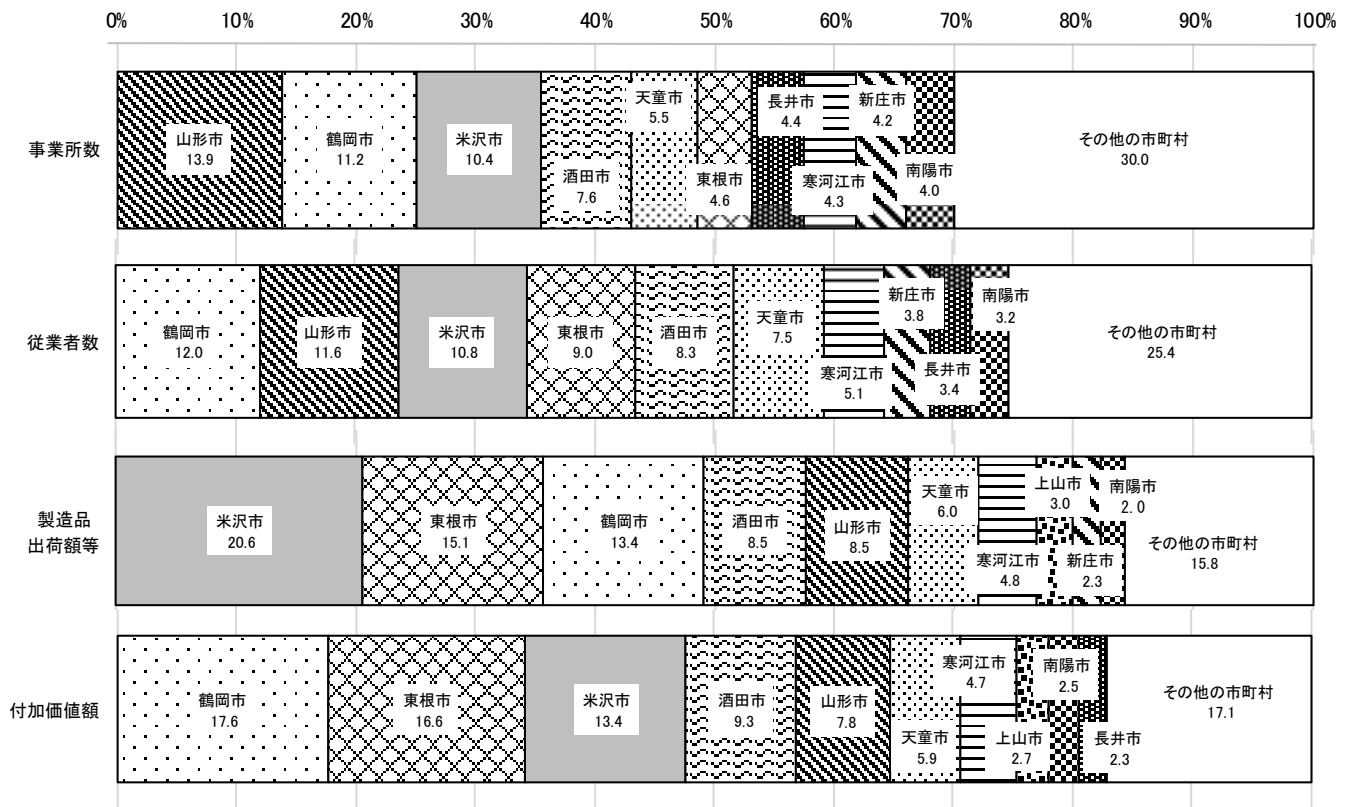 0% 10% 20% 30% 40% 50% 60% 70% 80% 90% 100%
事業所数
山形市
13.9
鶴岡市
11.2
米沢市
10.4
酒田市
7.6
天童市
5.5
東根市
4.6
長井市
4.4
寒河江市
4.3
新庄市
4.2
南陽市
4.0
その他の市町村
30.0
従業者数
鶴岡市
12.0
山形市
11.6
米沢市
10.8
東根市
9.0
酒田市
8.3
天童市
7.5
寒河江市
5.1
新庄市
3.8
長井市
3.4
南陽市
3.2
その他の市町村
25.4
製造品
出荷額等
米沢市
20.6
東根市
15.1
鶴岡市
13.4
酒田市
8.5
山形市
8.5
天童市
6.0
寒河江市
4.8
上山市
3.0
新庄市
2.3
南陽市
2.0
その他の市町村
15.8
付加価値額
鶴岡市
17.6
東根市
16.6
米沢市
13.4
酒田市
9.3
山形市
7.8
天童市
5.9
寒河江市
4.7
上山市
2.7
南陽市
2.5
長井市
2.3
その他の市町村
17.1